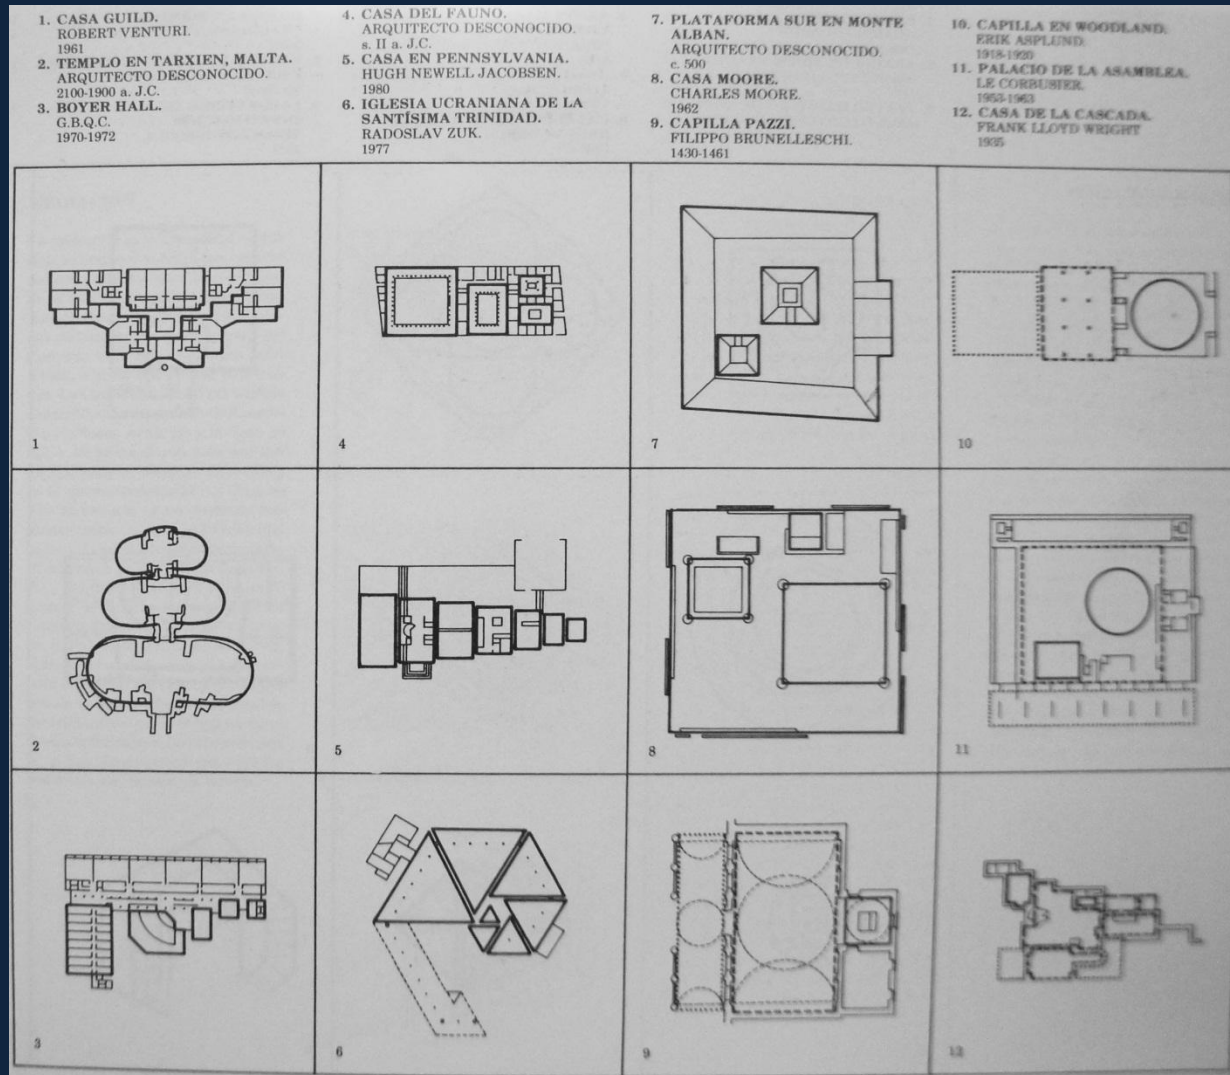 1. CASA GUILD.
ROBERT VENTURI.
1961
2. TEMPLO EN TARXIEN, MALTA.
ARQUITECTO DESCONOCIDO.
2100-1900 a. J.C.
3. BOYER HALL.
G.B.Q.C.
1970-1972
4. CASA DEL FAUNO.
ARQUITECTO DESCONOCIDO.
s. II a. J.C.
5. CASA EN PENNSYLVANIA.
HUGH NEWELL JACOBSEN.
1980
6. IGLESIA UCRANIANA DE LA
SANTÍSIMA TRINIDAD.
RADOSLAV ZUK.
1977
7. PLATAFORMA SUR EN MONTE
ALBAN.
ARQUITECTO DESCONOCIDO.
c. 500
8. CASA MOORE.
CHARLES MOORE.
1962
9. CAPILLA PAZZI.
FILIPPO BRUNELLESCHI.
1430-1461
10. CAPILLA EN WOODLAND.
ERIK ASPLUND.
1918-1920
11. PALACIO DE LA ASAMBLEA.
LE CORBUSIER.
1953-1963
12. CASA DE LA CASCADA.
FRANK LLOYD WRIGHT
1935
1
4
7
10
2
5
8
11
3
6
9
12